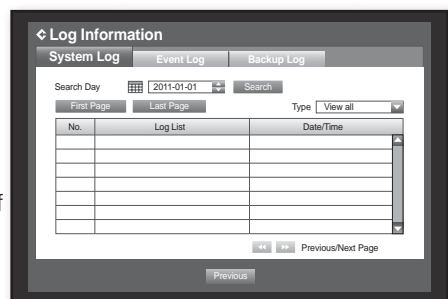 Log Information
System Log Event Log Backup Log
Search Day 2011-01-01 Search
First Page Last Page Type View all
No. Log List Date/Time
Previous/Next Page
Previous